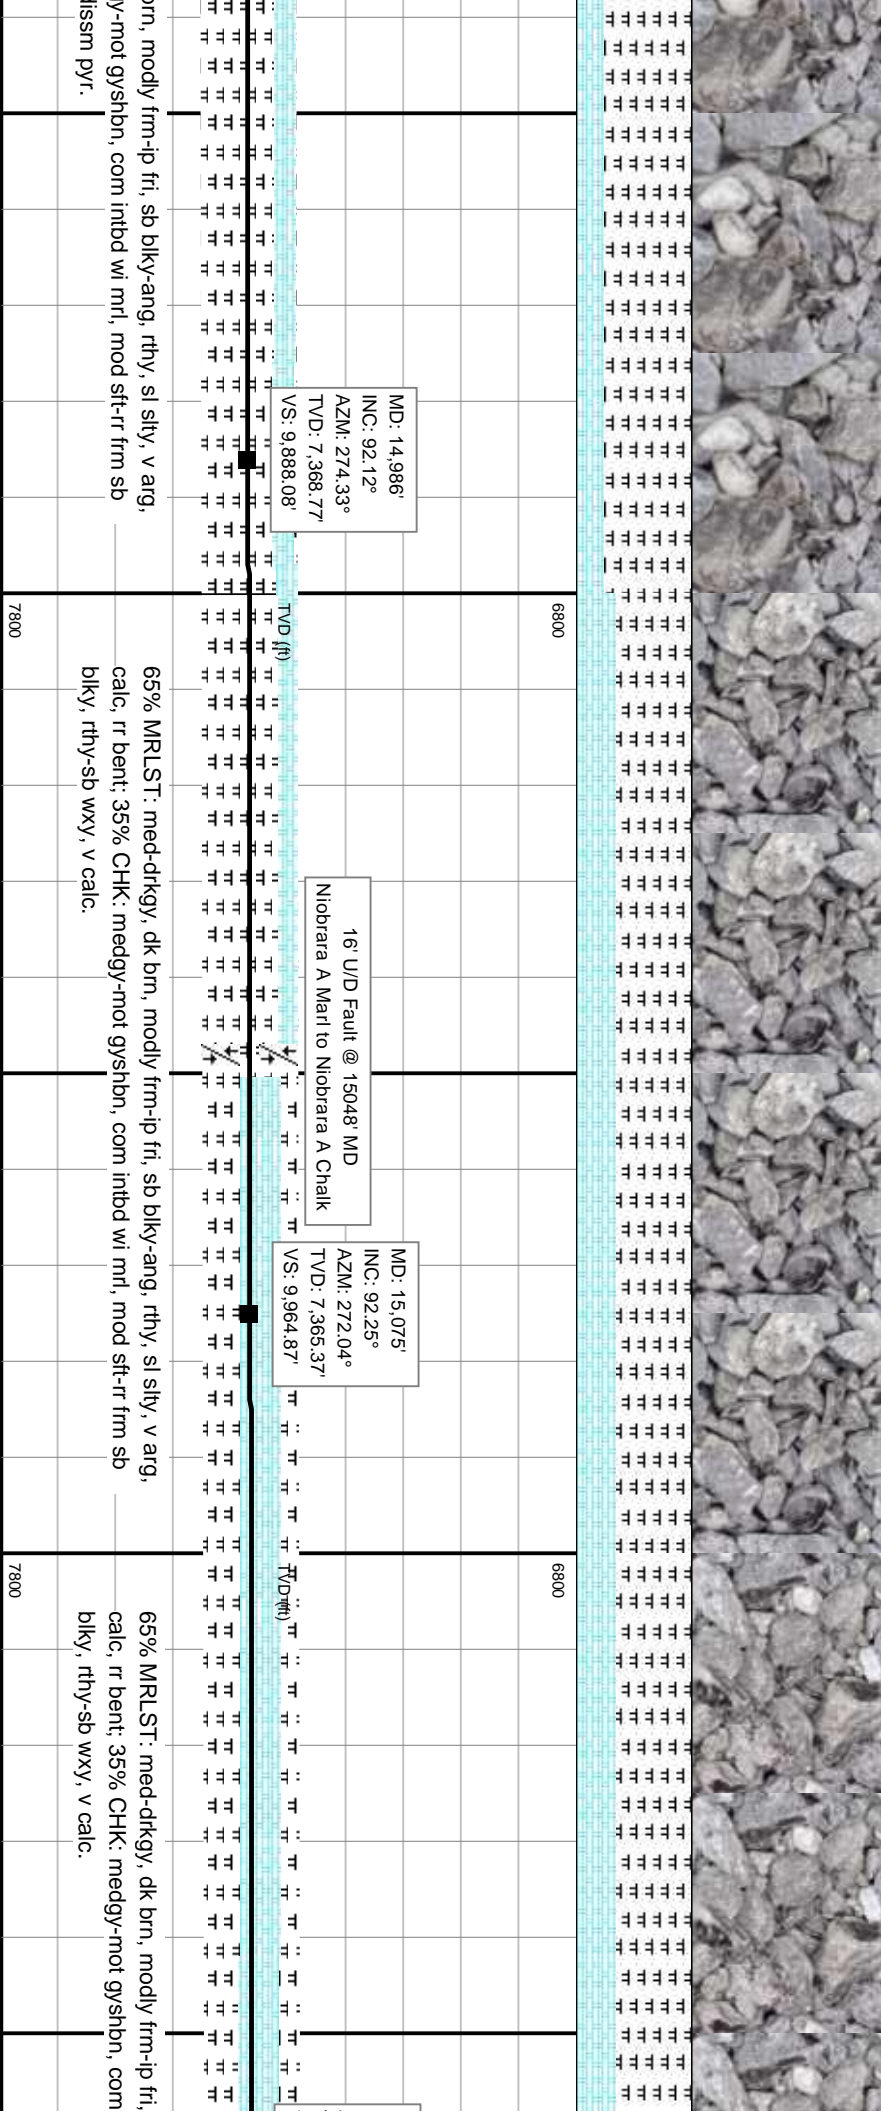 orn, modly frm-ip fri, sb blky-ang, rthy, sl slty, v arg,
y-mot gyshbn, com intbd wi mrl, mod sft-rr frm sb
dissm pyr.
MD: 14,986'
INC: 92.12°
AZM: 274.33°
TVD: 7,368.77'
VS: 9,888.08'
6800
TVD (ft)
7800
65% MRLST: med-drkgy, dk brn, modly frm-ip fri, sb blky-ang, rthy, sl slty, v arg,
calc, rr bent; 35% CHK: medgy-mot gyshbn, com intbd wi mrl, mod sft-rr frm sb
blky, rthy-sb wxy, v calc.
16' U/D Fault @ 15048' MD
Niobrara A Marl to Niobrara A Chalk
MD: 15,075'
INC: 92.25°
AZM: 272.04°
TVD: 7,365.37'
VS: 9,964.87'
6800
TVD (ft)
7800
65% MRLST: med-drkgy, dk brn, modly frm-ip fri,
calc, rr bent; 35% CHK: medgy-mot gyshbn, com
blky, rthy-sb wxy, v calc.